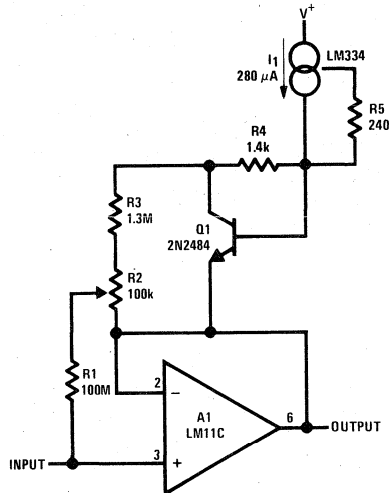 V+
I1
280 μA
LM334
R5
240
R4
1.4k
R3
1.3M
Q1
2N2484
R2
100k
R1
100M
2
−
A1
LM11C
6
OUTPUT
3
+
INPUT